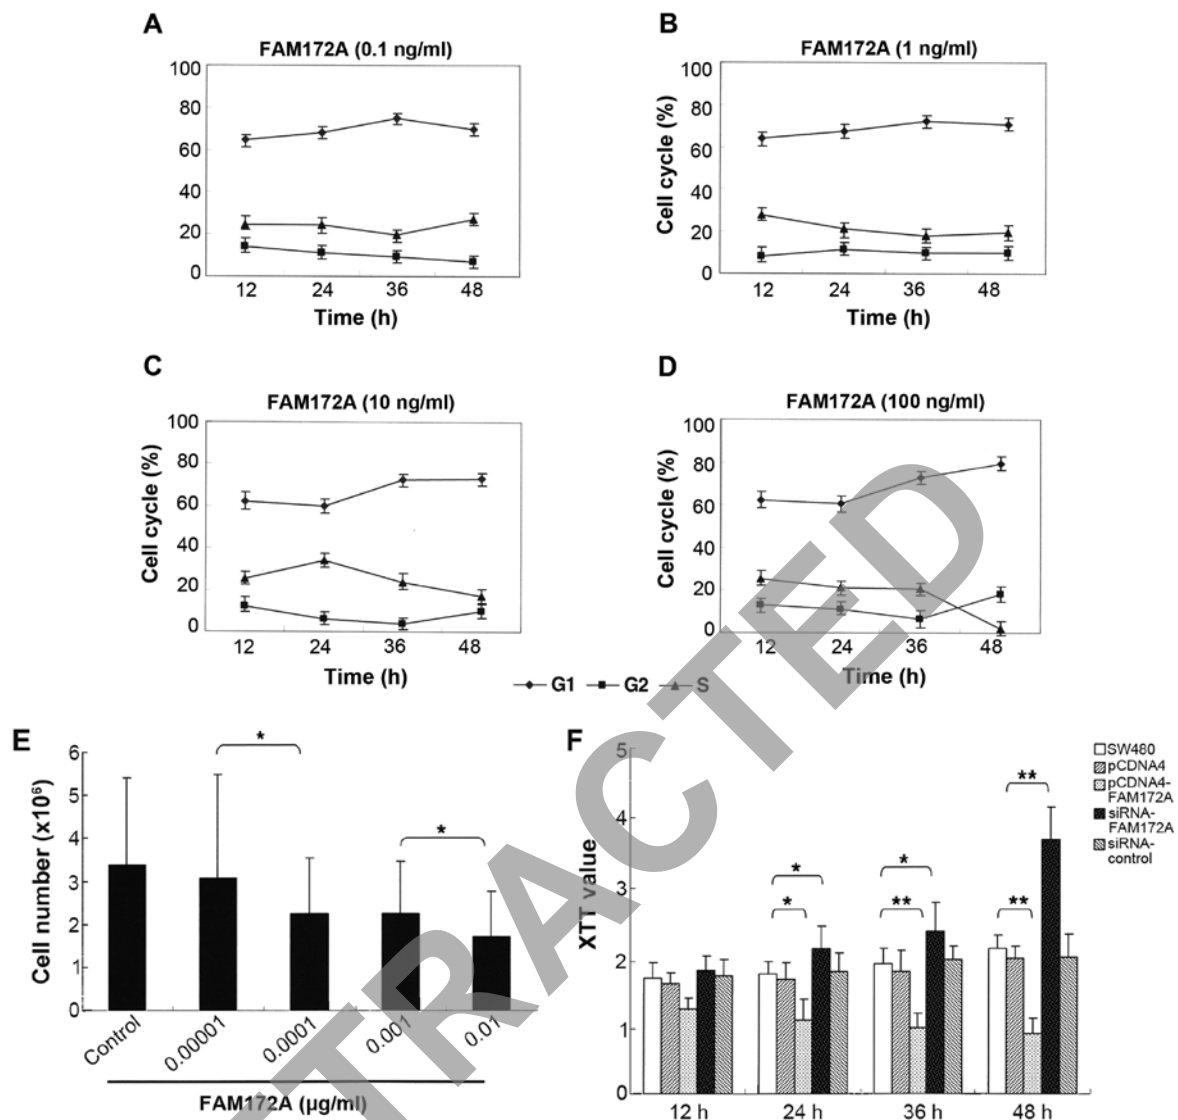 A
FAM172A (0.1 ng/ml)
100
80
60
40
20
0
Cell cycle (%)
12 24 36 48
Time (h)
B
FAM172A (1 ng/ml)
100
80
60
40
20
0
Cell cycle (%)
12 24 36 48
Time (h)
C
FAM172A (10 ng/ml)
100
80
60
40
20
0
Cell cycle (%)
12 24 36 48
Time (h)
D
FAM172A (100 ng/ml)
100
80
60
40
20
0
Cell cycle (%)
12 24 36 48
Time (h)
G1 G2 S
E
6
5
4
3
2
1
0
Cell number (x10⁶)
*
*
Control 0.00001 0.0001 0.001 0.01
FAM172A (µg/ml)
F
5
4
3
2
1
0
XTT value
*
*
*
**
**
**
12 h 24 h 36 h 48 h
SW480
pCDNA4
pCDNA4-
FAM172A
siRNA-
FAM172A
siRNA-
control
TRACTED